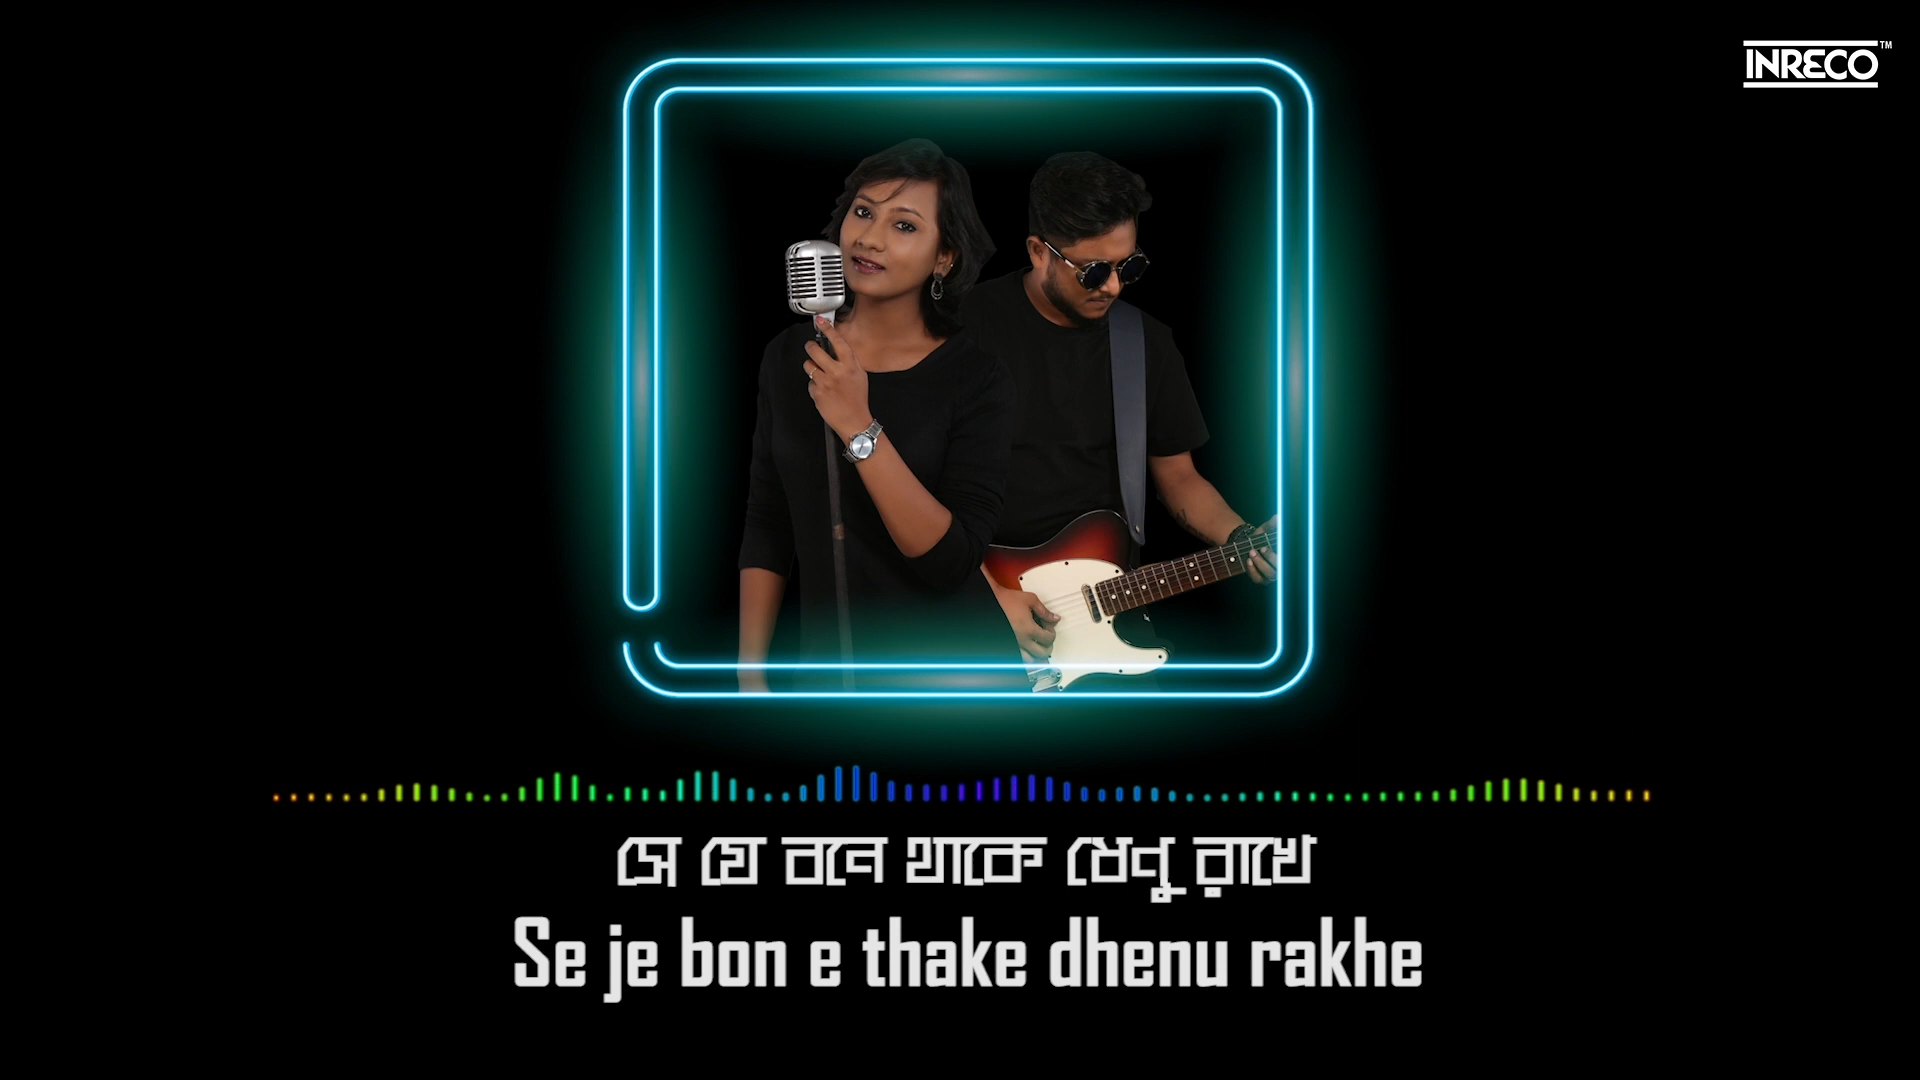 INRECO™
সে যে বনে থাকে ধেনু রাখে
Se je bon e thake dhenu rakhe